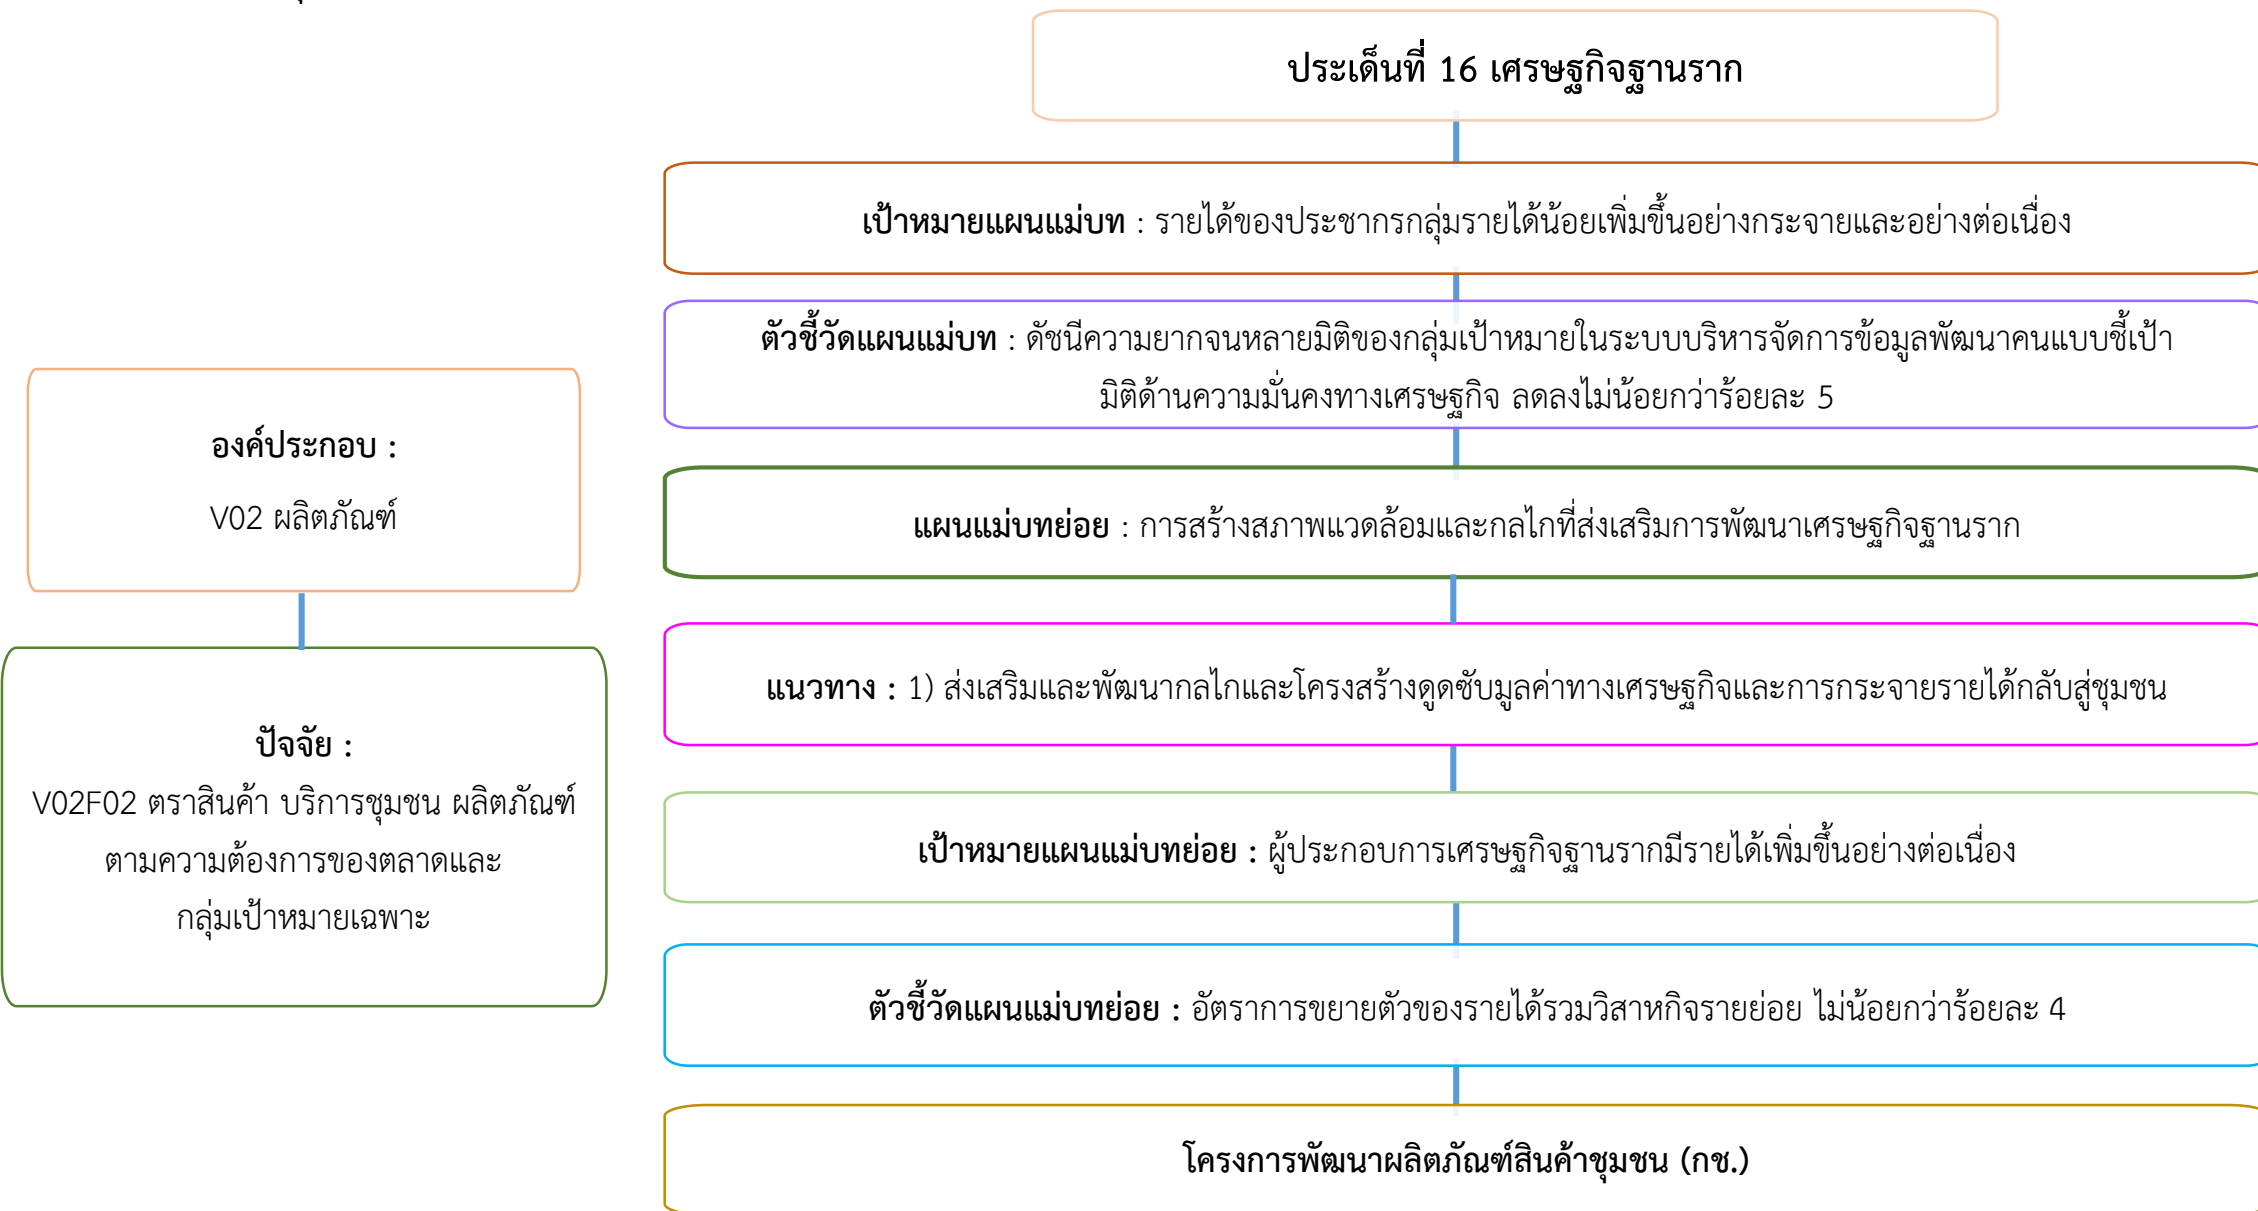 ประเด็นที่ 16 เศรษฐกิจฐานราก
เป้าหมายแผนแม่บท : รายได้ของประชากรกลุ่มรายได้น้อยเพิ่มขึ้นอย่างกระจายและอย่างต่อเนื่อง
ตัวชี้วัดแผนแม่บท : ดัชนีความยากจนหลายมิติของกลุ่มเป้าหมายในระบบบริหารจัดการข้อมูลพัฒนาคนแบบชี้เป้า
มิติด้านความมั่นคงทางเศรษฐกิจ ลดลงไม่น้อยกว่าร้อยละ 5
แผนแม่บทย่อย : การสร้างสภาพแวดล้อมและกลไกที่ส่งเสริมการพัฒนาเศรษฐกิจฐานราก
แนวทาง : 1) ส่งเสริมและพัฒนากลไกและโครงสร้างดูดซับมูลค่าทางเศรษฐกิจและการกระจายรายได้กลับสู่ชุมชน
เป้าหมายแผนแม่บทย่อย : ผู้ประกอบการเศรษฐกิจฐานรากมีรายได้เพิ่มขึ้นอย่างต่อเนื่อง
ตัวชี้วัดแผนแม่บทย่อย : อัตราการขยายตัวของรายได้รวมวิสาหกิจรายย่อย ไม่น้อยกว่าร้อยละ 4
โครงการพัฒนาผลิตภัณฑ์สินค้าชุมชน (กช.)
องค์ประกอบ :
V02 ผลิตภัณฑ์
ปัจจัย :
V02F02 ตราสินค้า บริการชุมชน ผลิตภัณฑ์
ตามความต้องการของตลาดและ
กลุ่มเป้าหมายเฉพาะ